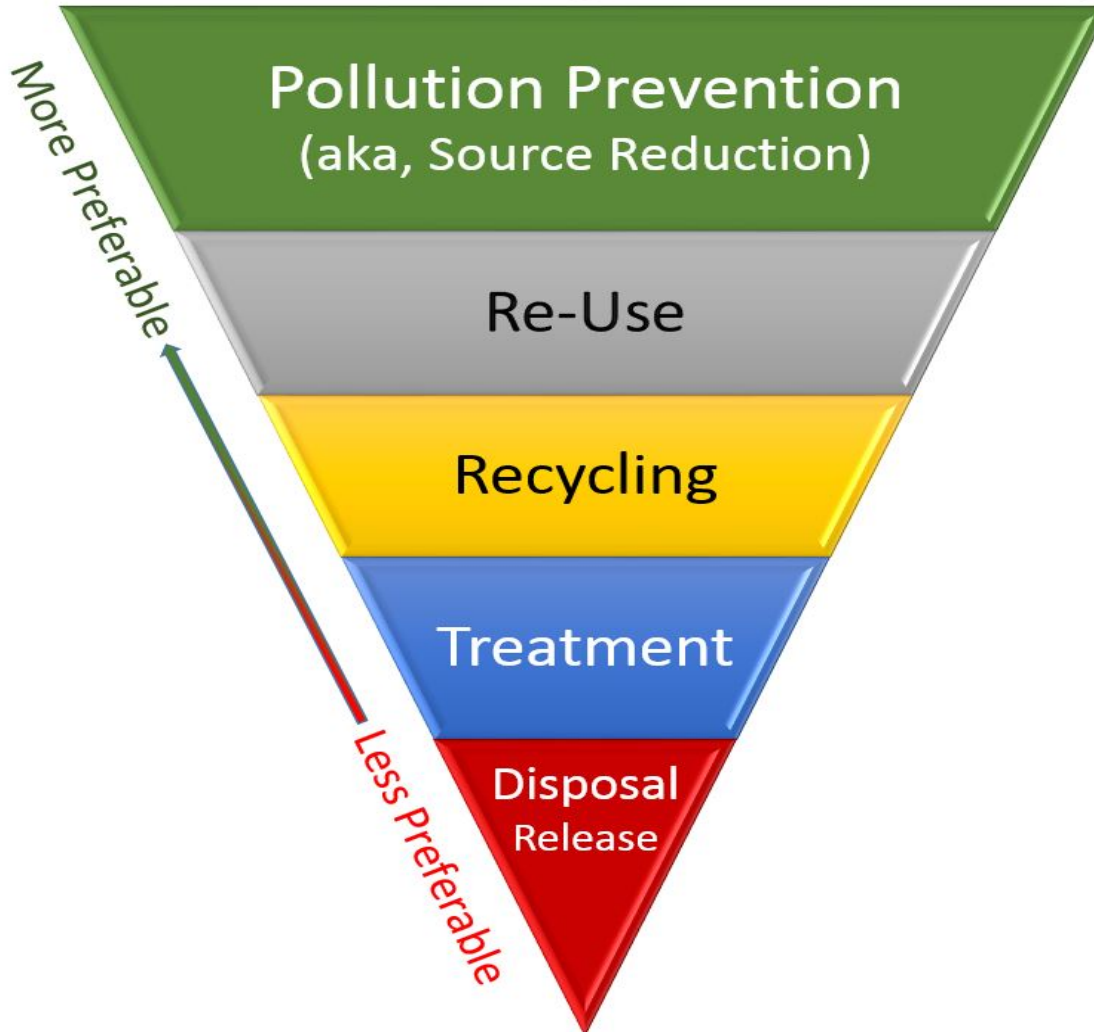 Pollution Prevention
(aka, Source Reduction)
More Preferable
Re-Use
Recycling
Treatment
Less Preferable
Disposal
Release